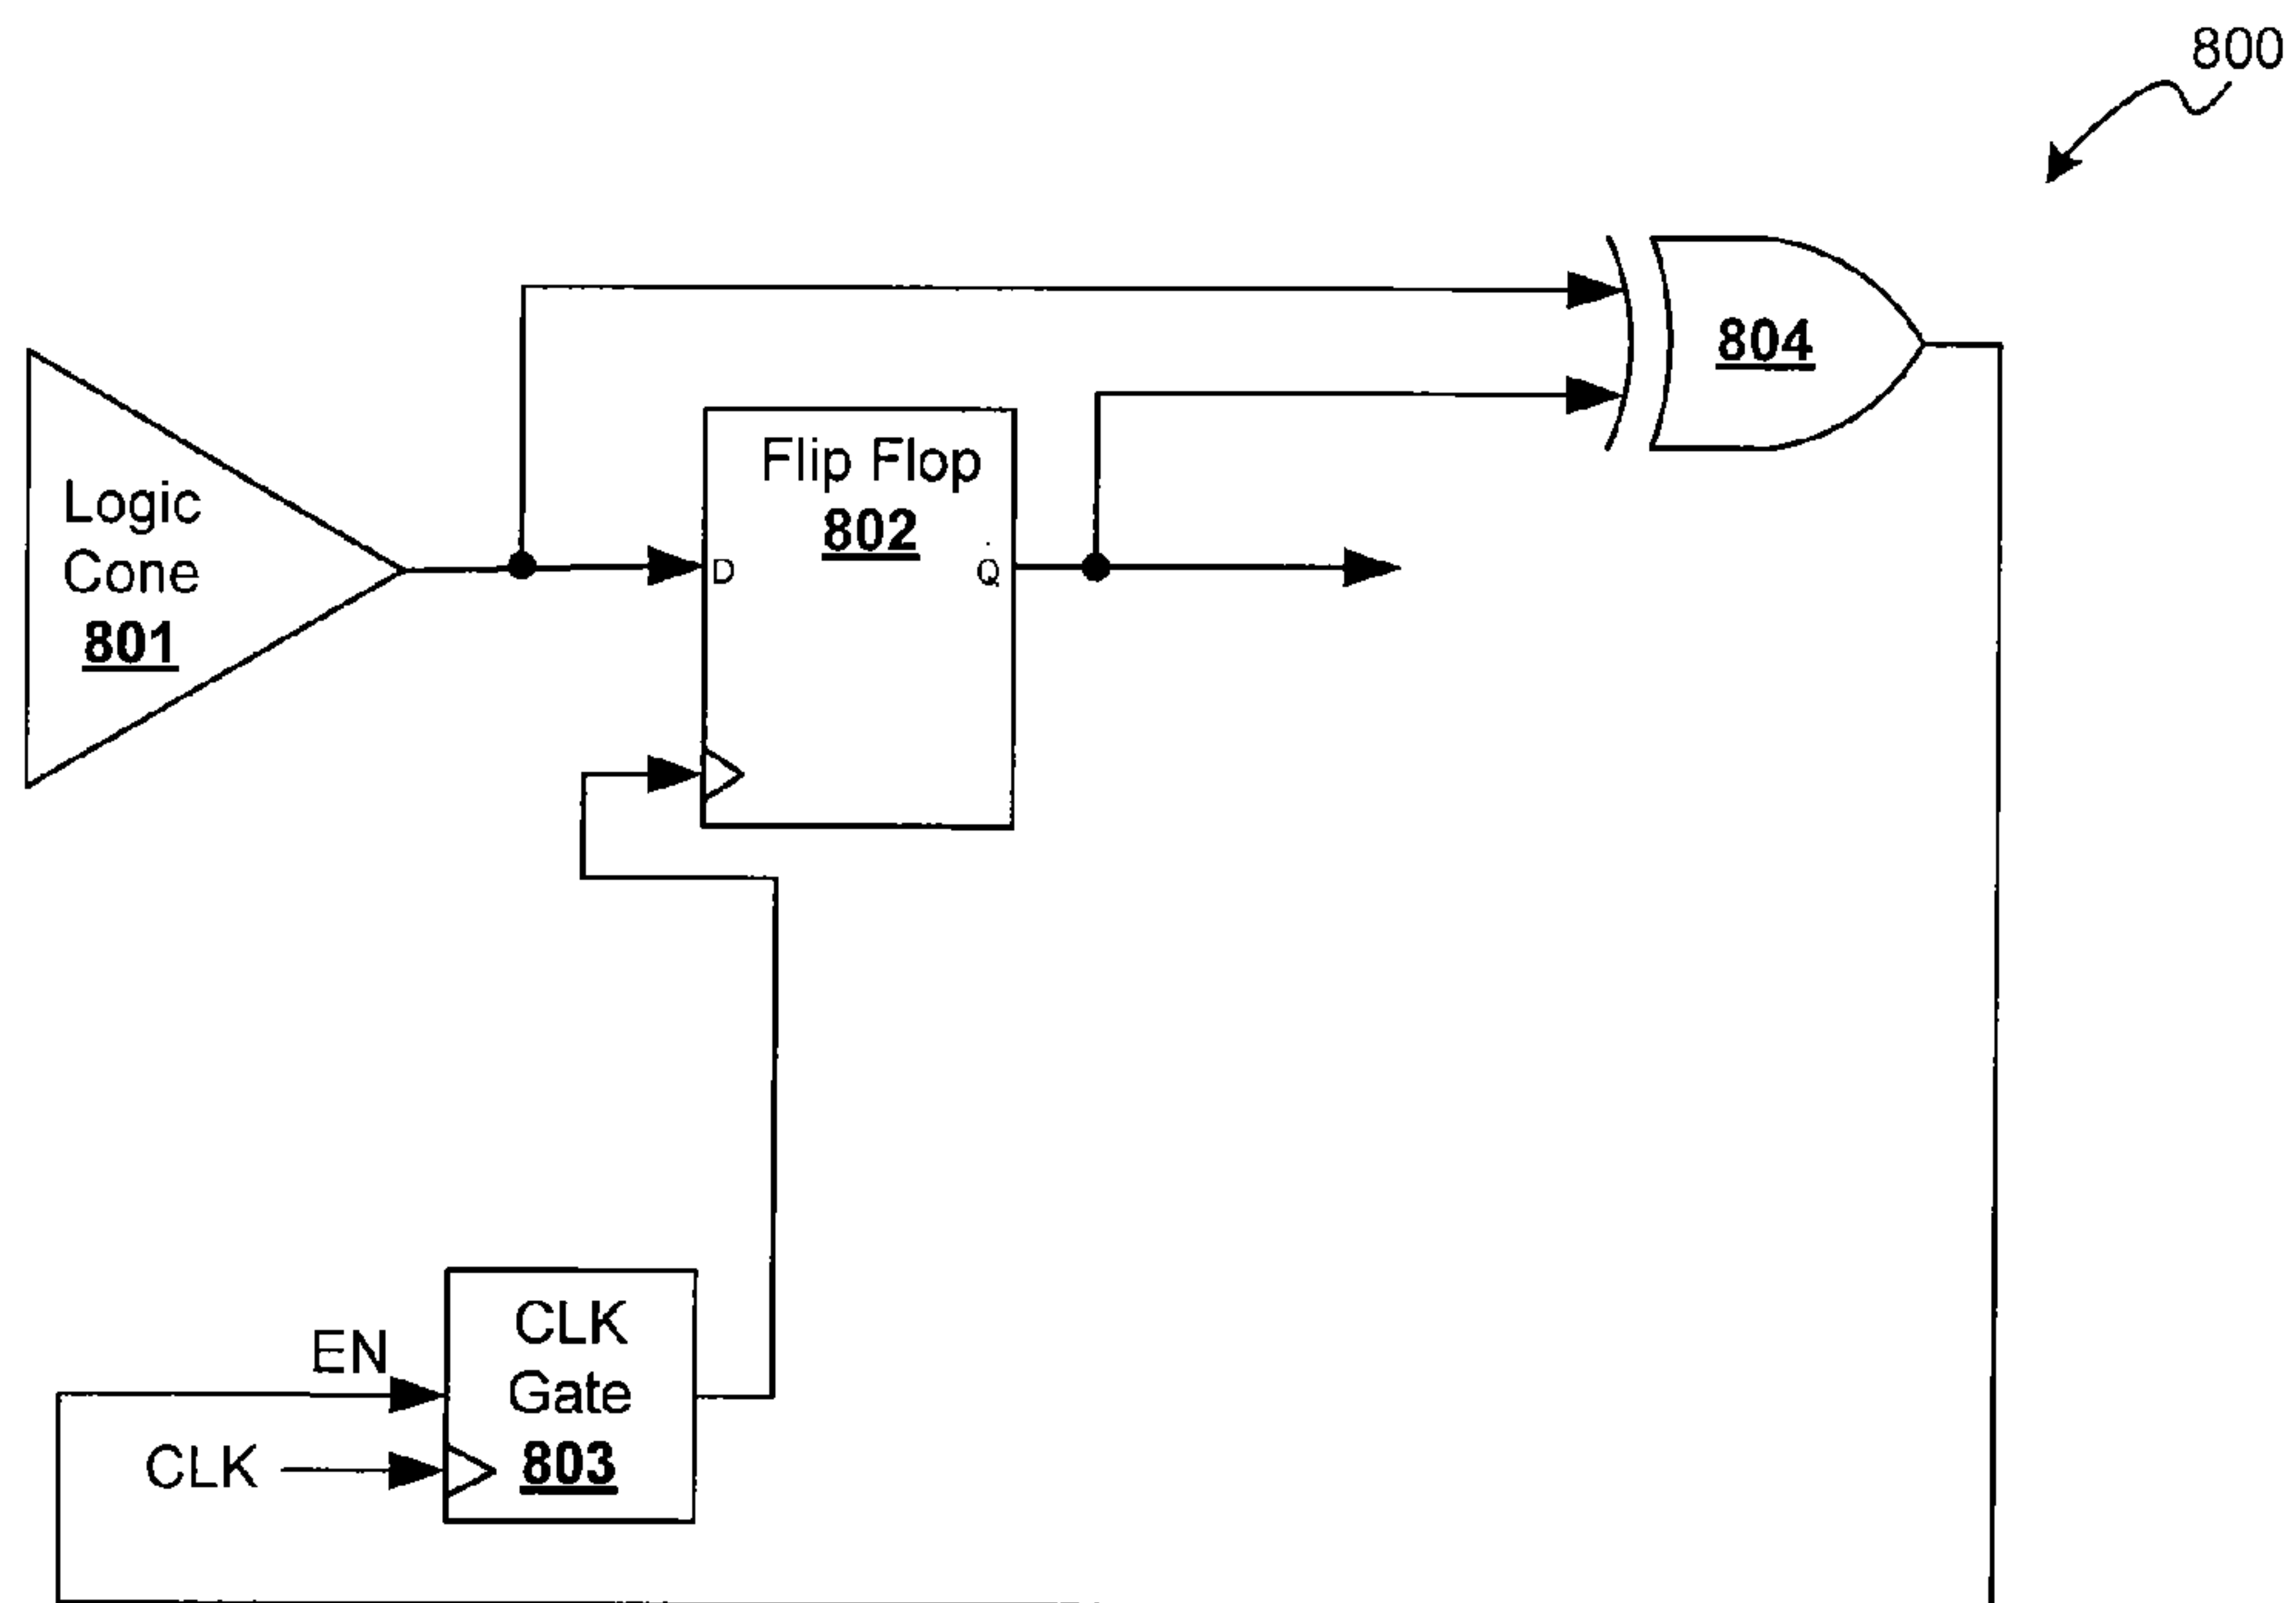 800
804
Flip Flop
802
D
Q
Logic
Cone
801
CLK
Gate
803
EN
CLK